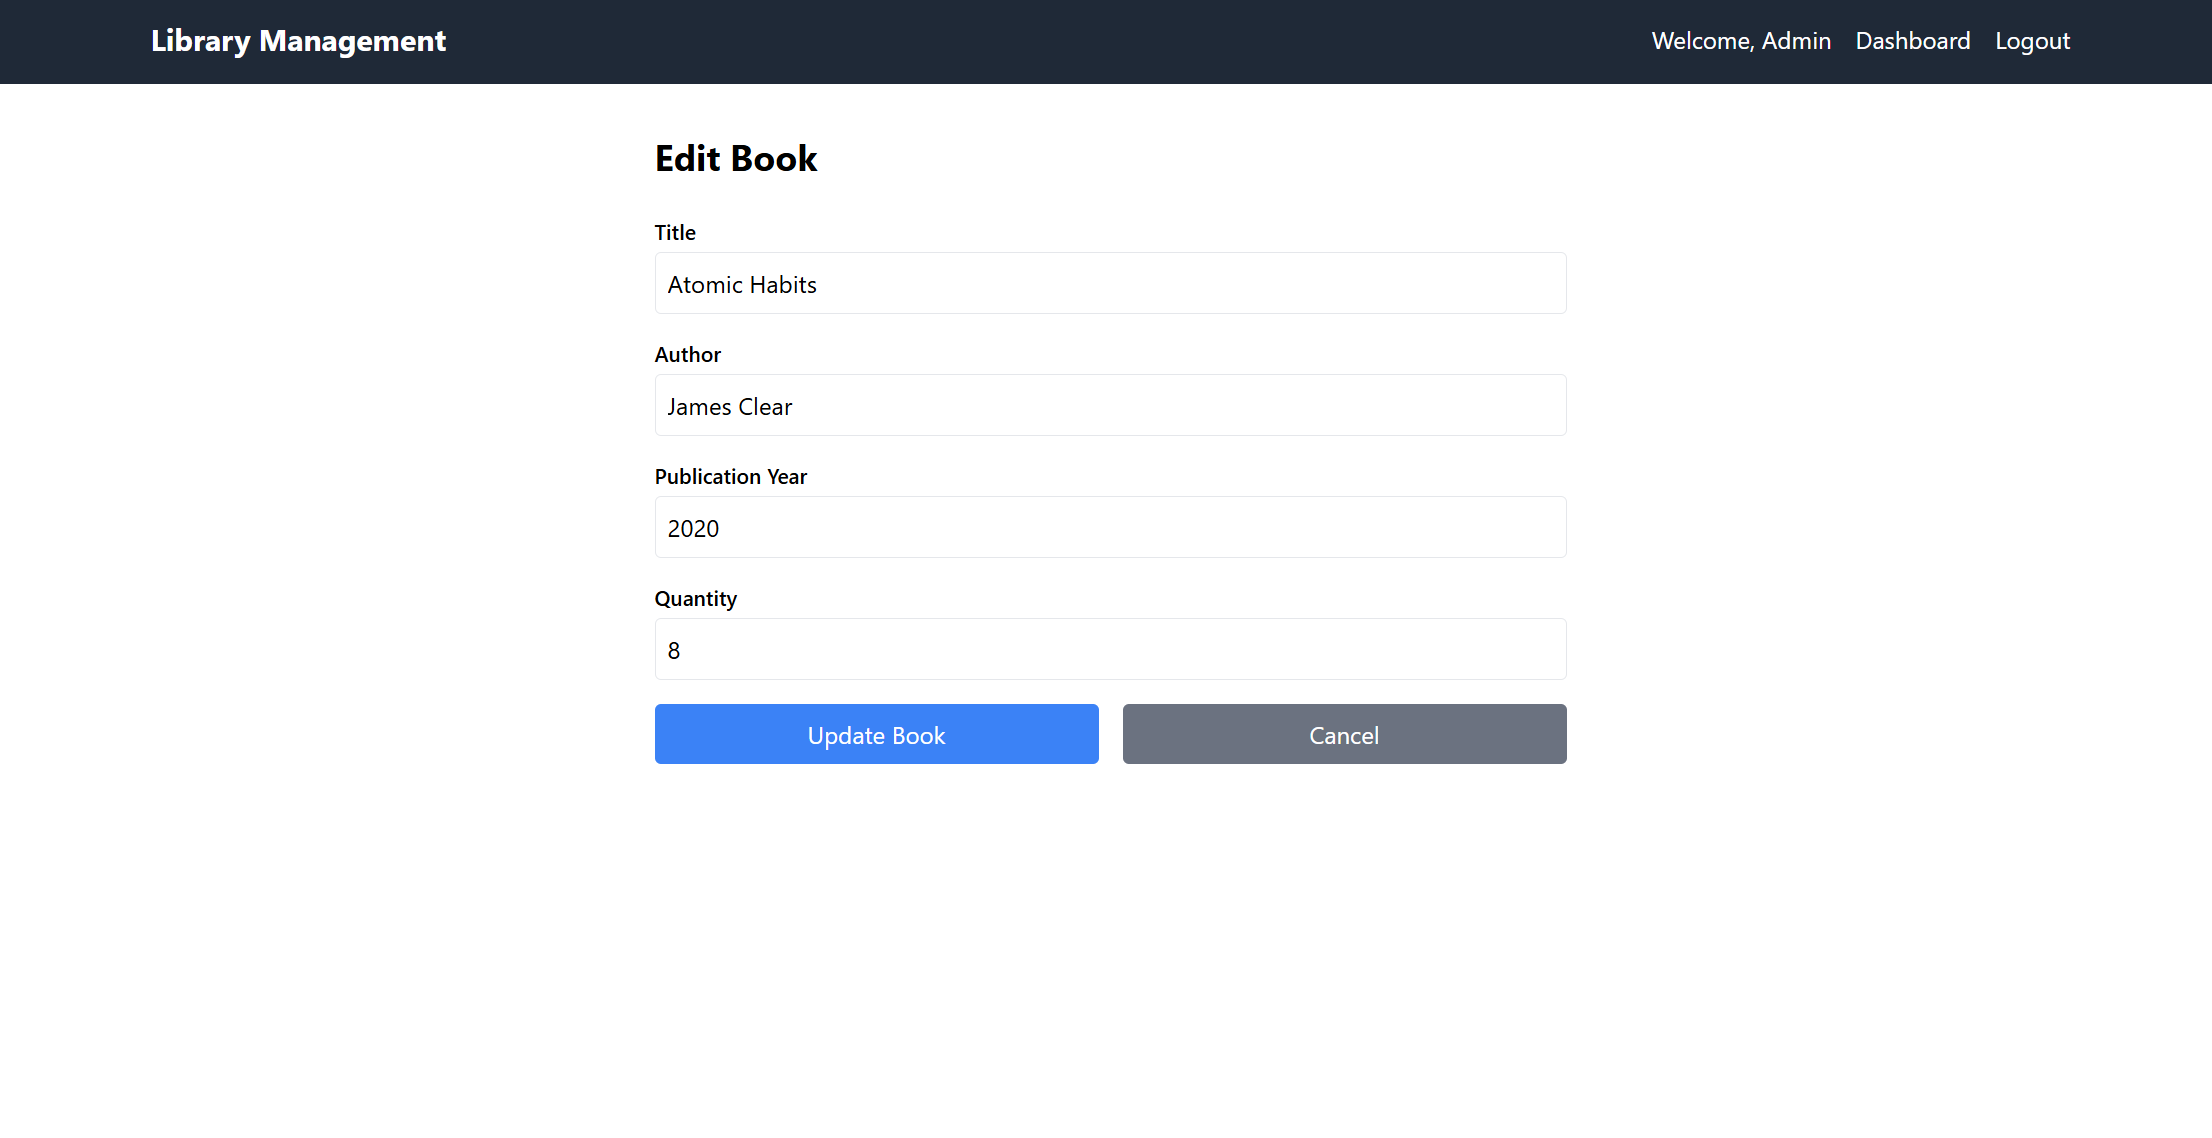 Library Management
Welcome, Admin Dashboard Logout
Edit Book
Title
Atomic Habits
Author
James Clear
Publication Year
2020
Quantity
8
Update Book
Cancel